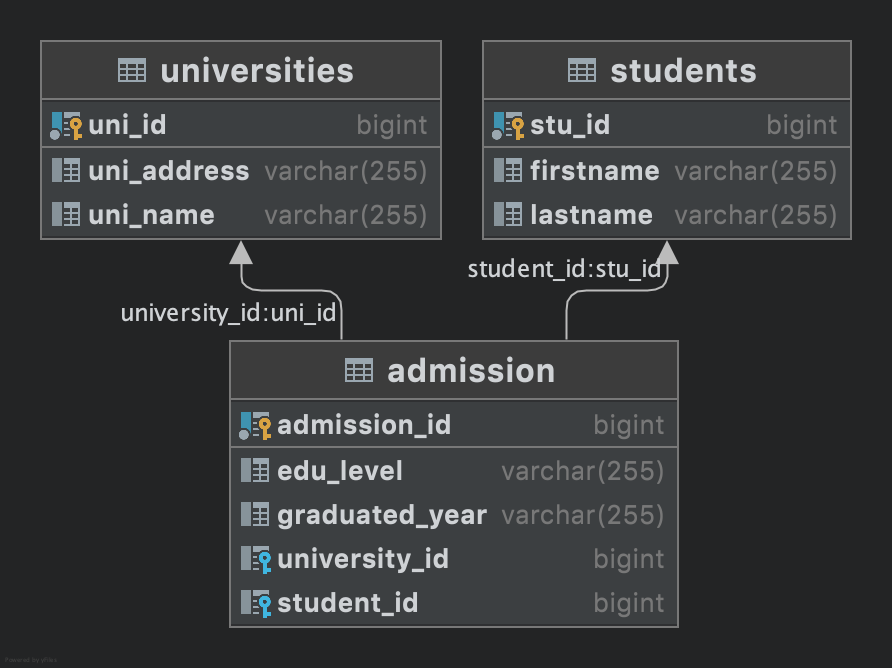 universities
uni_id bigint
uni_address varchar(255)
uni_name varchar(255)
students
stu_id bigint
firstname varchar(255)
lastname varchar(255)
university_id:uni_id
student_id:stu_id
admission
admission_id bigint
edu_level varchar(255)
graduated_year varchar(255)
university_id bigint
student_id bigint